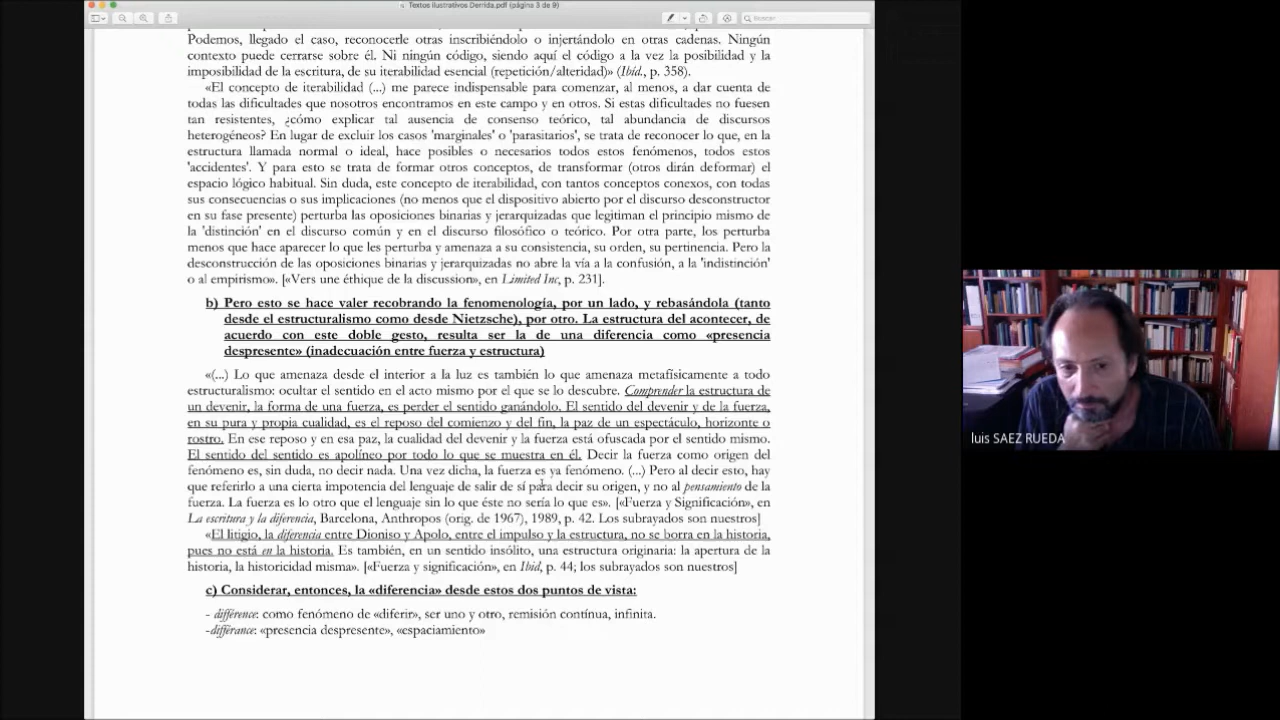 Textos ilustrativos Derrida.pdf (página 3 de 9)
Buscar
Podemos, llegado el caso, reconocerle otras inscribiéndolo o injertándolo en otras cadenas. Ningún
contexto puede cerrarse sobre él. Ni ningún código, siendo aquí el código a la vez la posibilidad y la
imposibilidad de la escritura, de su iterabilidad esencial (repetición/alteridad)» (Ibíd., p. 358).
«El concepto de iterabilidad (...) me parece indispensable para comenzar, al menos, a dar cuenta de
todas las dificultades que nosotros encontramos en este campo y en otros. Si estas dificultades no fuesen
tan resistentes, ¿cómo explicar tal ausencia de consenso teórico, tal abundancia de discursos
heterogéneos? En lugar de excluir los casos 'marginales' o 'parasitarios', se trata de reconocer lo que, en la
estructura llamada normal o ideal, hace posibles o necesarios todos estos fenómenos, todos estos
'accidentes'. Y para esto se trata de formar otros conceptos, de transformar (otros dirán deformar) el
espacio lógico habitual. Sin duda, este concepto de iterabilidad, con tantos conceptos conexos, con todas
sus consecuencias o sus implicaciones (no menos que el dispositivo abierto por el discurso desconstructor
en su fase presente) perturba las oposiciones binarias y jerarquizadas que legitiman el principio mismo de
la 'distinción' en el discurso común y en el discurso filosófico o teórico. Por otra parte, los perturba
menos que hace aparecer lo que les perturba y amenaza a su consistencia, su orden, su pertinencia. Pero la
desconstrucción de las oposiciones binarias y jerarquizadas no abre la vía a la confusión, a la 'indistinción'
o al empirismo». [«Vers une éthique de la discussion», en Limited Inc, p. 231].
b) Pero esto se hace valer recobrando la fenomenología, por un lado, y rebasándola (tanto
desde el estructuralismo como desde Nietzsche), por otro. La estructura del acontecer, de
acuerdo con este doble gesto, resulta ser la de una diferencia como «presencia
despresente» (inadecuación entre fuerza y estructura)
«(...) Lo que amenaza desde el interior a la luz es también lo que amenaza metafísicamente a todo
estructuralismo: ocultar el sentido en el acto mismo por el que se lo descubre. Comprender la estructura de
un devenir, la forma de una fuerza, es perder el sentido ganándolo. El sentido del devenir y de la fuerza,
en su pura y propia cualidad, es el reposo del comienzo y del fin, la paz de un espectáculo, horizonte o
rostro. En ese reposo y en esa paz, la cualidad del devenir y la fuerza está ofuscada por el sentido mismo.
El sentido del sentido es apolíneo por todo lo que se muestra en él. Decir la fuerza como origen del
fenómeno es, sin duda, no decir nada. Una vez dicha, la fuerza es ya fenómeno. (...) Pero al decir esto, hay
que referirlo a una cierta impotencia del lenguaje de salir de sí para decir su origen, y no al pensamiento de la
fuerza. La fuerza es lo otro que el lenguaje sin lo que éste no sería lo que es». [«Fuerza y Significación», en
La escritura y la diferencia, Barcelona, Anthropos (orig. de 1967), 1989, p. 42. Los subrayados son nuestros]
«El litigio, la diferencia entre Dioniso y Apolo, entre el impulso y la estructura, no se borra en la historia,
pues no está en la historia. Es también, en un sentido insólito, una estructura originaria: la apertura de la
historia, la historicidad misma». [«Fuerza y significación», en Ibid, p. 44; los subrayados son nuestros]
c) Considerar, entonces, la «diferencia» desde estos dos puntos de vista:
- différence: como fenómeno de «diferir», ser uno y otro, remisión contínua, infinita.
-différance: «presencia despresente», «espaciamiento»
luis SAEZ RUEDA